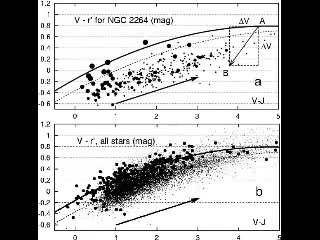 1.2
1
0.8
0.6
0.4
0.2
0
-0.2
-0.4
-0.6
V - r' for NGC 2264 (mag)
ΔV A
ΔV
B
a
V-J
0 1 2 3 4 5
1.2
1
0.8
0.6
0.4
0.2
0
-0.2
-0.4
-0.6
V - r', all stars (mag)
b
V-J
0 1 2 3 4 5